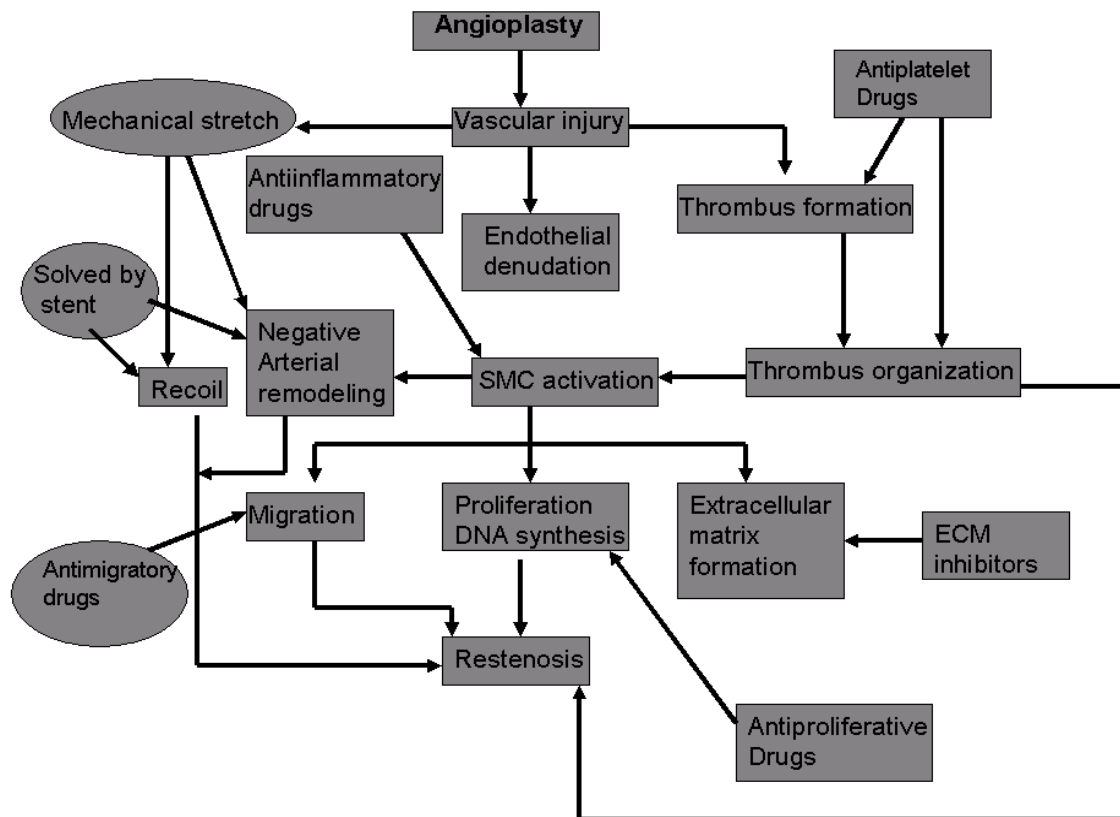 Angioplasty
Antiplatelet
Drugs
Mechanical stretch
Vascular injury
Antiinflammatory
drugs
Thrombus formation
Endothelial
denudation
Solved by
stent
Negative
Arterial
remodeling
Recoil
SMC activation
Thrombus organization
Migration
Proliferation
DNA synthesis
Extracellular
matrix
formation
ECM
inhibitors
Antimigratory
drugs
Restenosis
Antiproliferative
Drugs